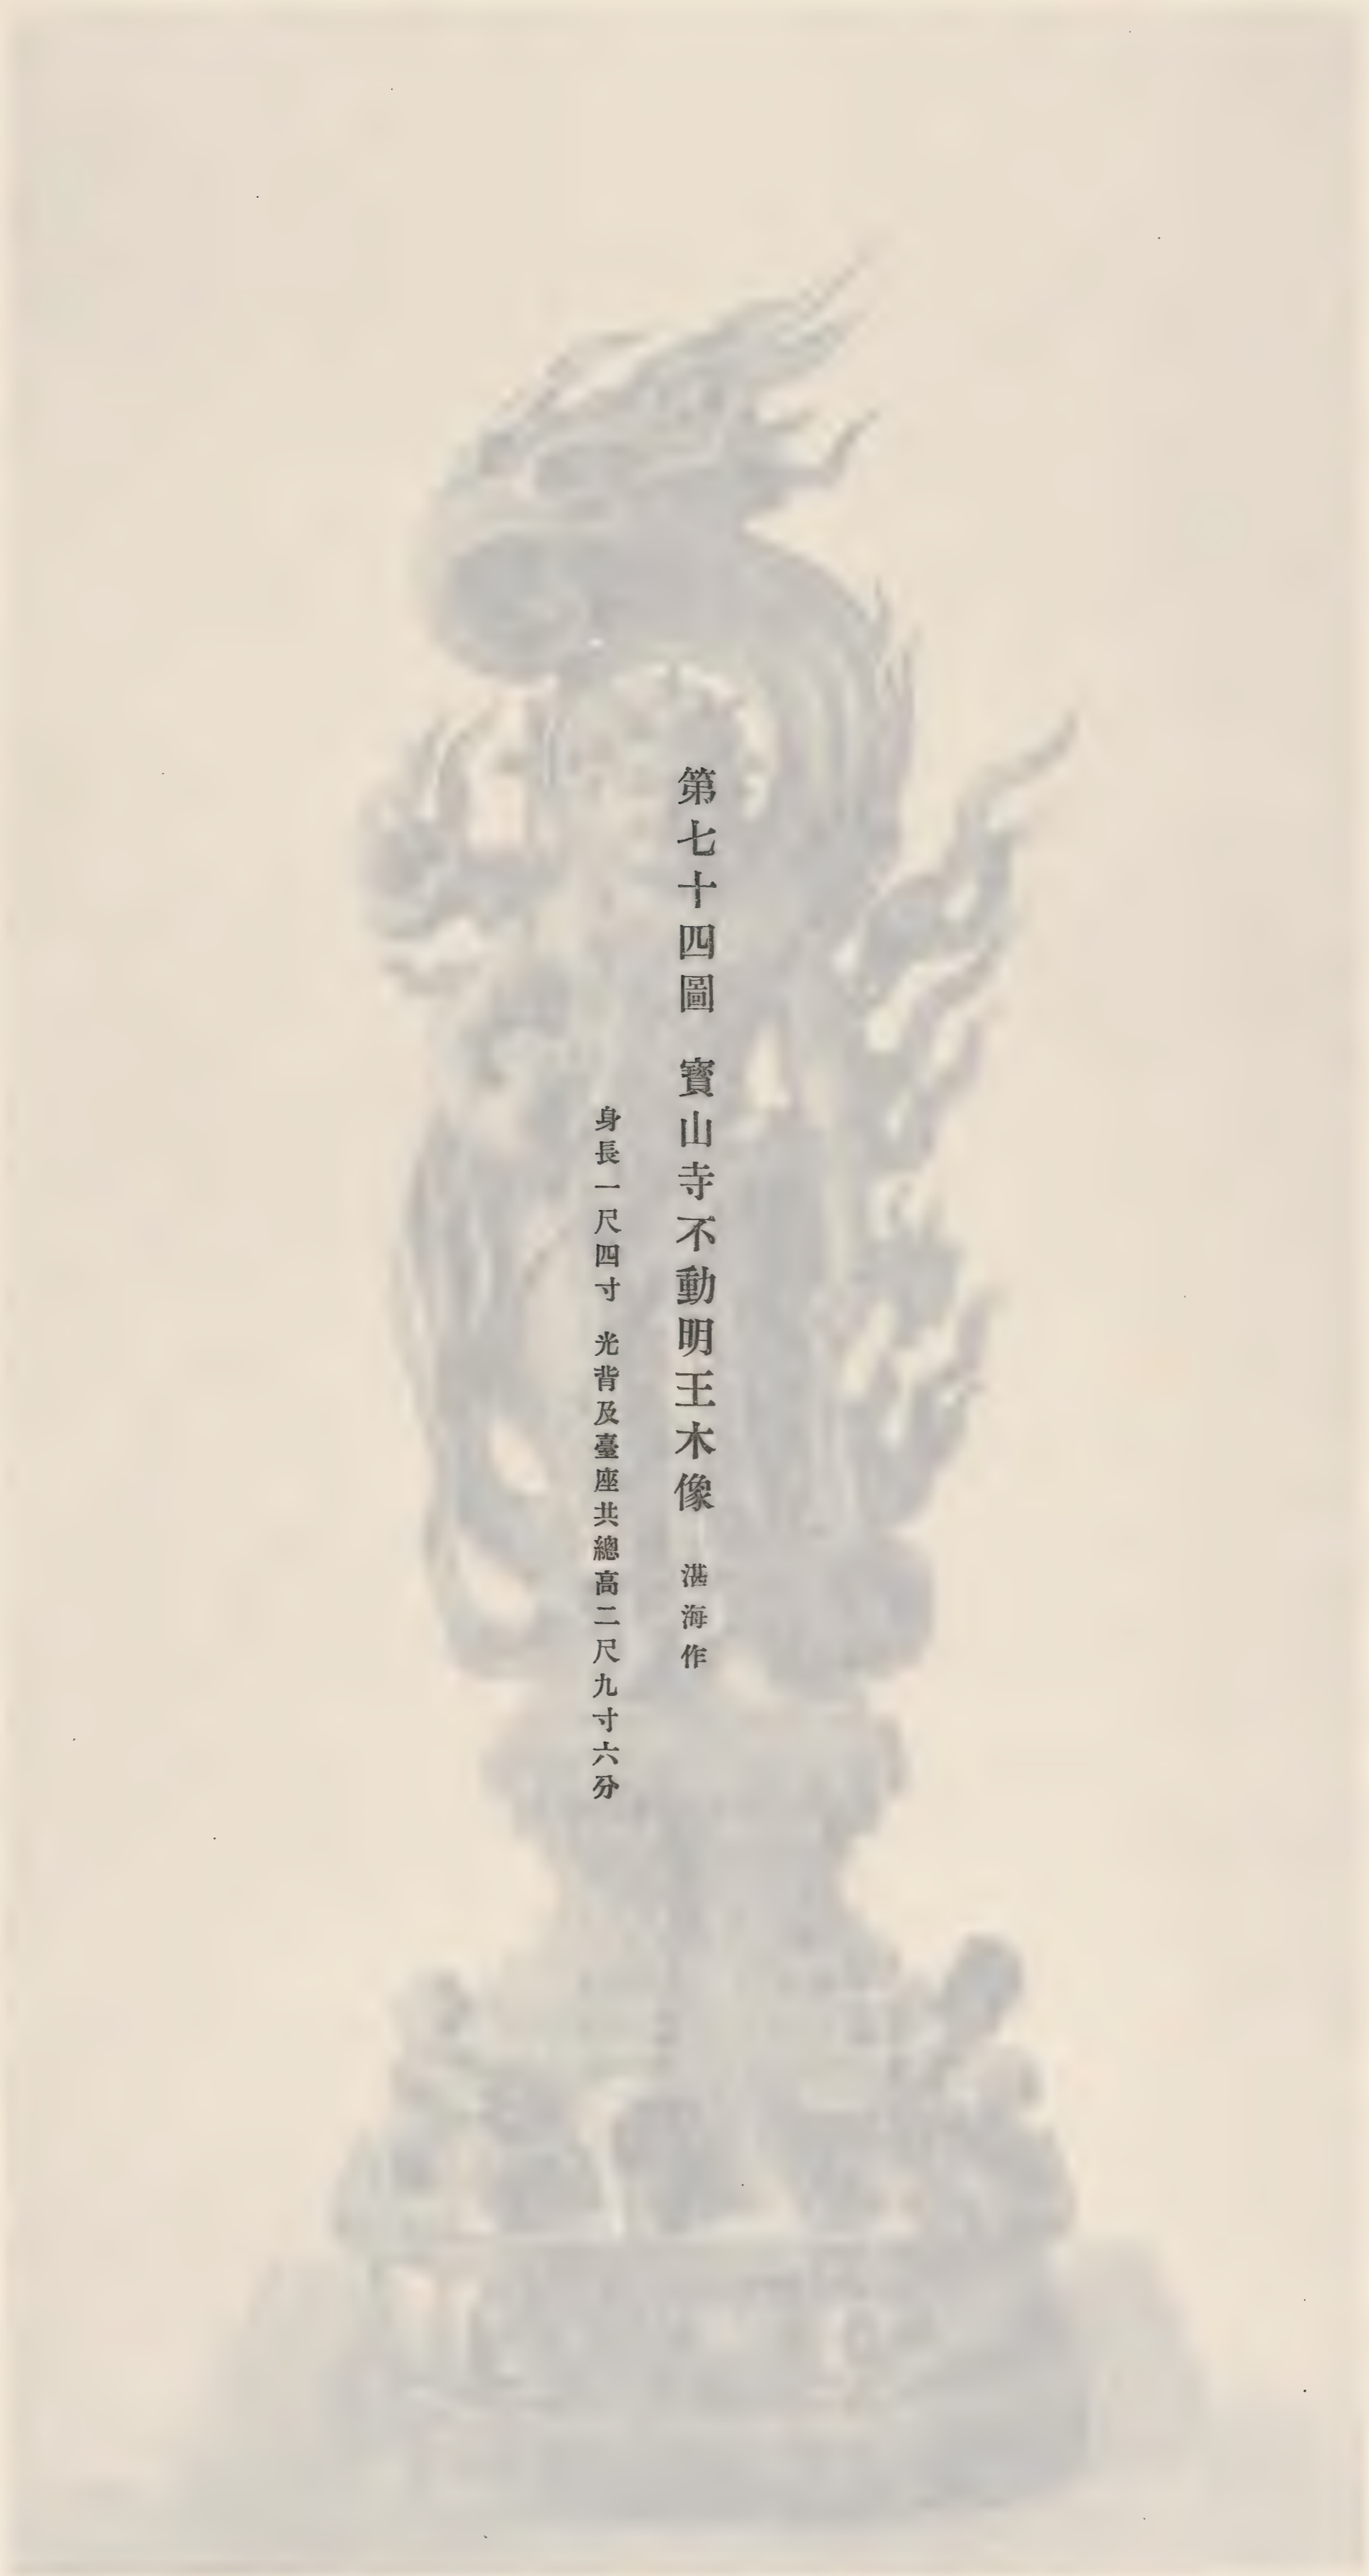 第七十四圖 寳山寺不動明王木像 湛海作
身長一尺四寸 光背及臺座共總高二尺九寸六分